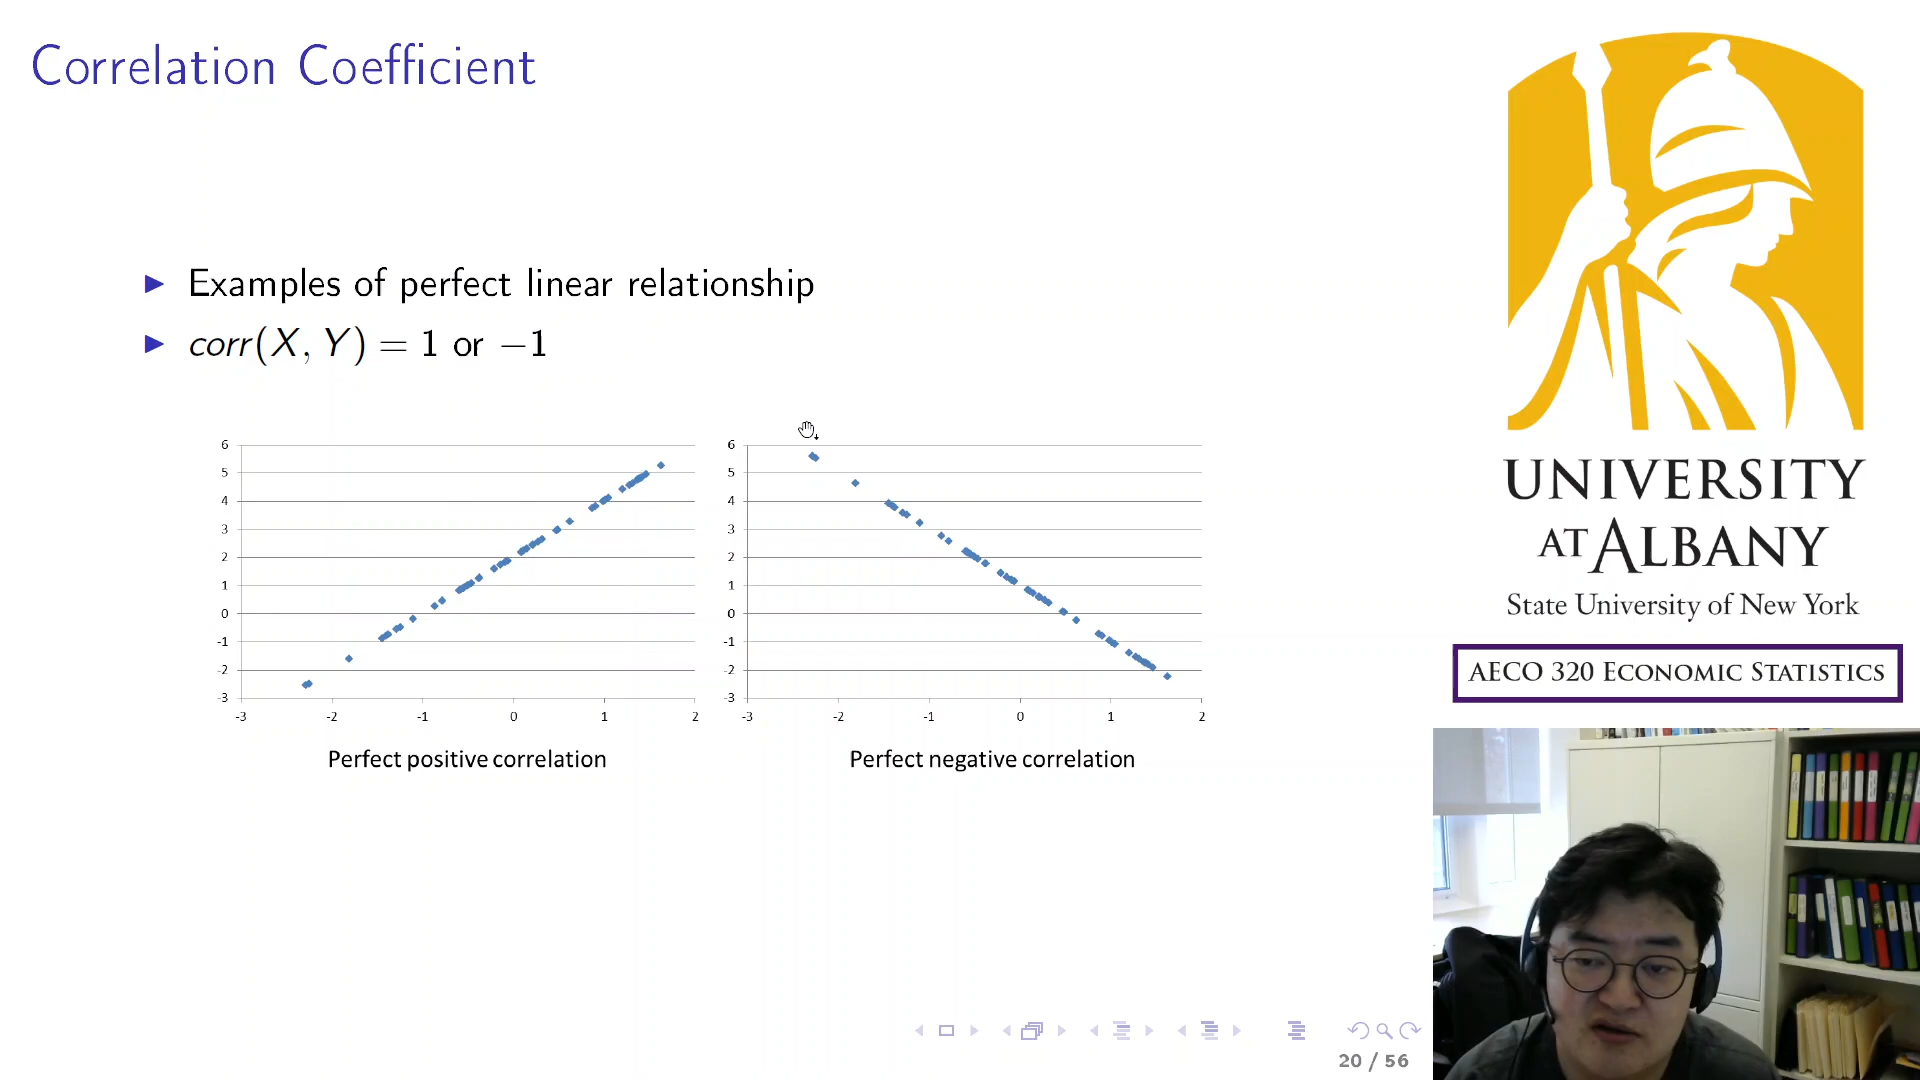 Correlation Coefficient
Examples of perfect linear relationship
corr(X, Y) = 1 or −1
6
5
4
3
2
1
0
-1
-2
-3
-3 -2 -1 0 1 2
Perfect positive correlation
6
5
4
3
2
1
0
-1
-2
-3
-3 -2 -1 0 1 2
Perfect negative correlation
20 / 56
UNIVERSITY
AT ALBANY
State University of New York
AECO 320 ECONOMIC STATISTICS